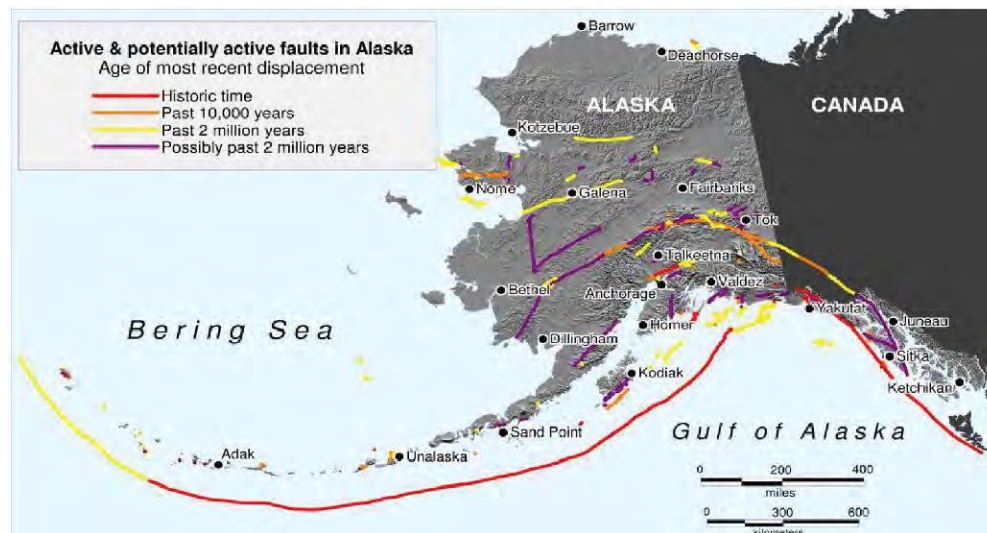 Active & potentially active faults in Alaska
Age of most recent displacement
Historic time
Past 10,000 years
Past 2 million years
Possibly past 2 million years
Barrow
Deadhorse
ALASKA
CANADA
Kotzebue
Nome
Galena
Fairbanks
Tok
Talkeetna
Bethel
Anchorage
Valdez
Yakutat
Juneau
Homer
Dillingham
Sitka
Kodiak
Ketchikan
Bering Sea
Sand Point
Gulf of Alaska
Adak
Unalaska
0 200 400
miles
0 300 600
kilometers